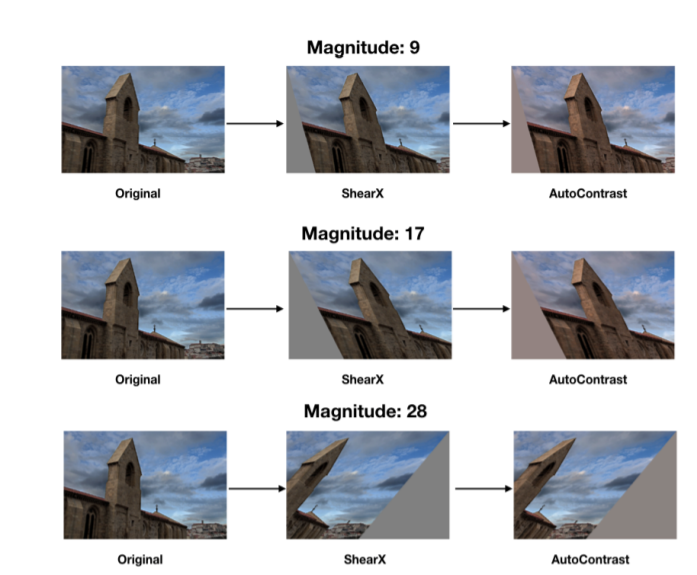 Magnitude: 9
Original
ShearX
AutoContrast
Magnitude: 17
Original
ShearX
AutoContrast
Magnitude: 28
Original
ShearX
AutoContrast